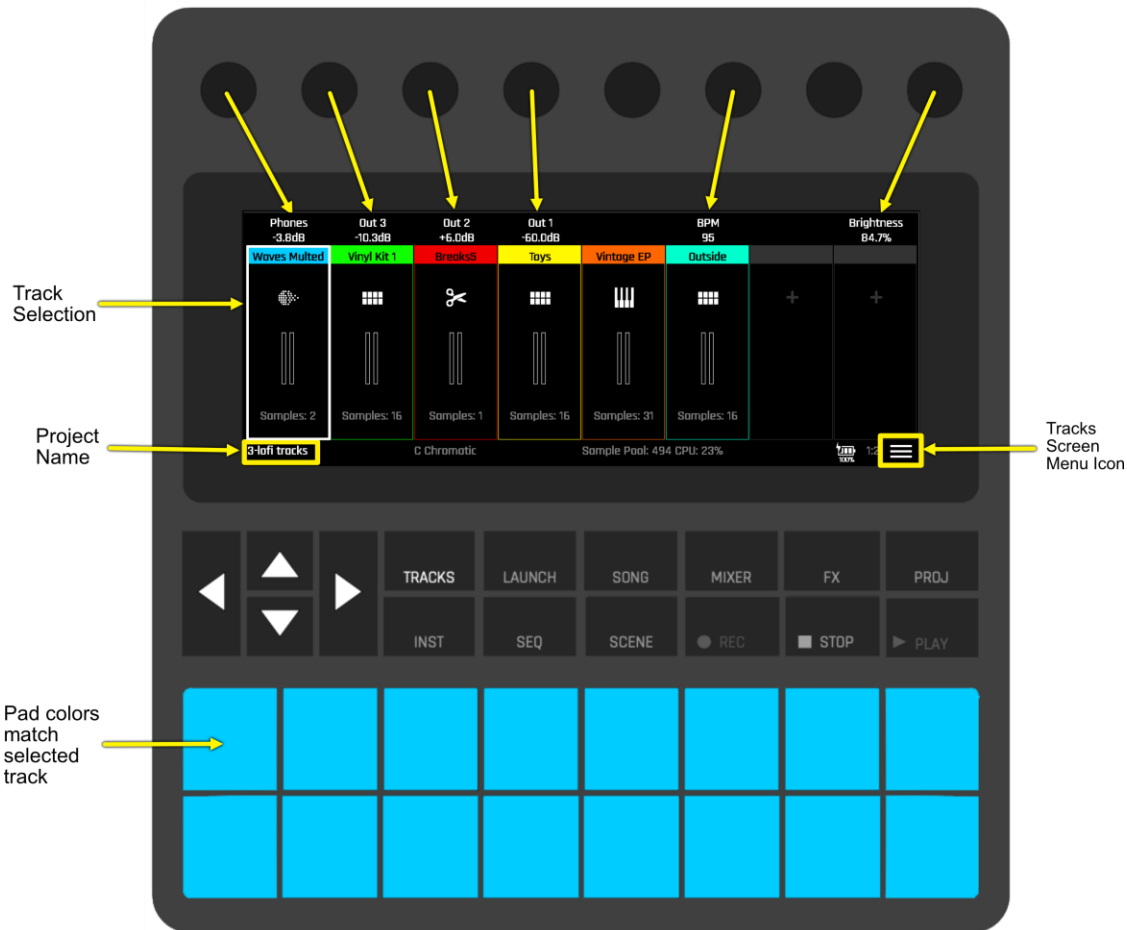 Phones Out 3 Out 2 Out 1 BPM Brightness
-3.8dB -10.3dB +6.0dB -60.0dB 95 84.7%
Waves Multed Vinyl Kit 1 Breaks5 Toys Vintage EP Outside
Track
Selection
+ +
Samples: 2 Samples: 16 Samples: 1 Samples: 16 Samples: 31 Samples: 16
Project
Name
3-lofi tracks C Chromatic Sample Pool: 494 CPU: 23% 100%
Tracks
Screen
Menu Icon
TRACKS LAUNCH SONG MIXER FX PROJ
INST SEQ SCENE REC STOP PLAY
Pad colors
match
selected
track